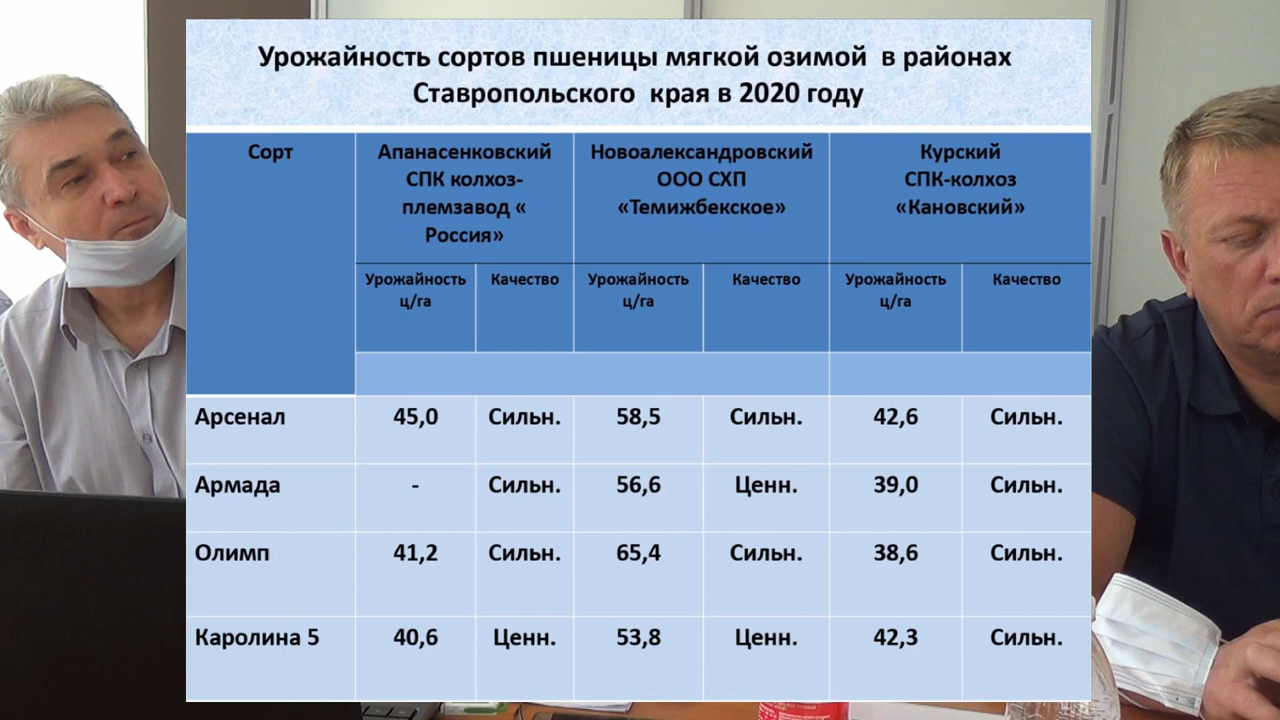 Урожайность сортов пшеницы мягкой озимой в районах
Ставропольского края в 2020 году
Сорт
Апанасенковский
СПК колхоз-
племзавод «
Россия»
Новоалександровский
ООО СХП
«Темижбекское»
Курский
СПК-колхоз
«Кановский»
Урожайность
ц/га
Качество
Урожайность
ц/га
Качество
Урожайность
ц/га
Качество
Арсенал 45,0 Сильн. 58,5 Сильн. 42,6 Сильн.
Армада - Сильн. 56,6 Ценн. 39,0 Сильн.
Олимп 41,2 Сильн. 65,4 Сильн. 38,6 Сильн.
Каролина 5 40,6 Ценн. 53,8 Ценн. 42,3 Сильн.